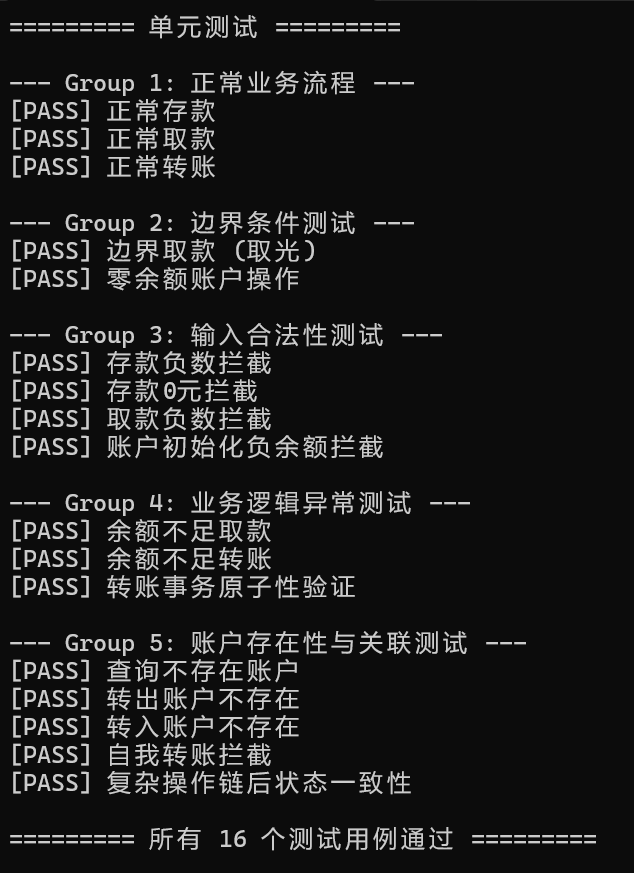 ========= 单元测试 =========
--- Group 1: 正常业务流程 ---
[PASS] 正常存款
[PASS] 正常取款
[PASS] 正常转账
--- Group 2: 边界条件测试 ---
[PASS] 边界取款 (取光)
[PASS] 零余额账户操作
--- Group 3: 输入合法性测试 ---
[PASS] 存款负数拦截
[PASS] 存款0元拦截
[PASS] 取款负数拦截
[PASS] 账户初始化负余额拦截
--- Group 4: 业务逻辑异常测试 ---
[PASS] 余额不足取款
[PASS] 余额不足转账
[PASS] 转账事务原子性验证
--- Group 5: 账户存在性与关联测试 ---
[PASS] 查询不存在账户
[PASS] 转出账户不存在
[PASS] 转入账户不存在
[PASS] 自我转账拦截
[PASS] 复杂操作链后状态一致性
========= 所有 16 个测试用例通过 =========